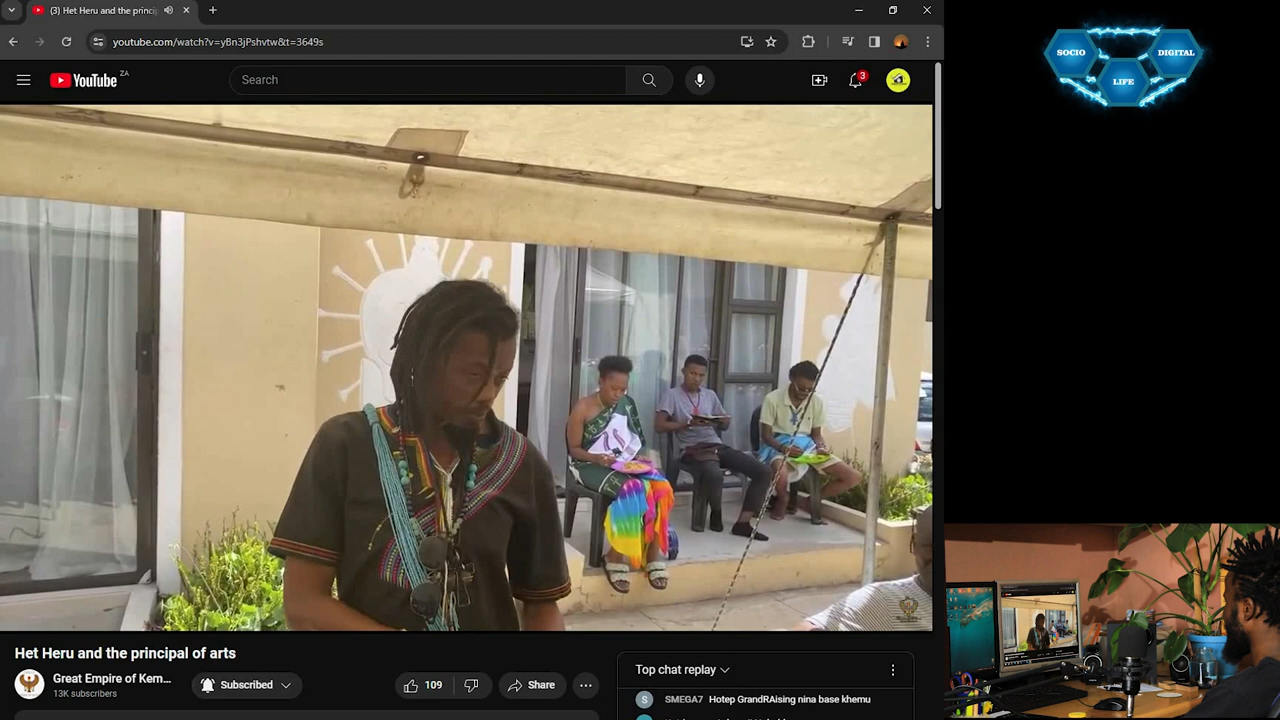 (3) Het Heru and the princip
youtube.com/watch?v=yBn3jPshvtw&t=3649s
YouTube ZA
Search
3
SOCIO
DIGITAL
LIFE
Het Heru and the principal of arts
Great Empire of Kem...
13K subscribers
Subscribed
109
Share
Top chat replay
S
SMEGA7 Hotep GrandRAising nina base khemu